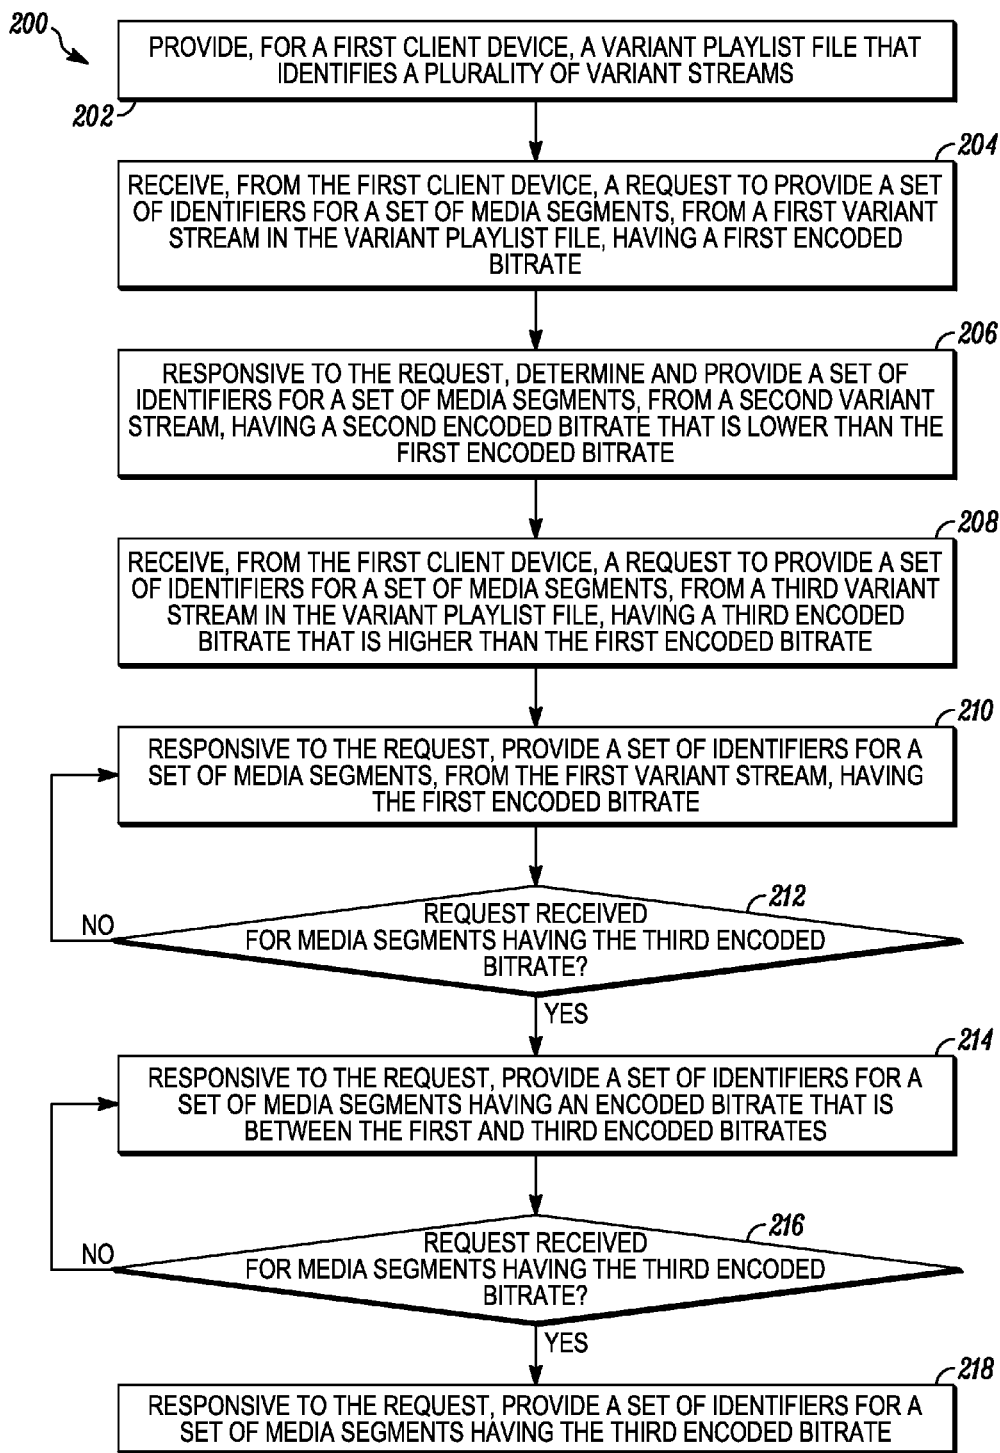 200
PROVIDE, FOR A FIRST CLIENT DEVICE, A VARIANT PLAYLIST FILE THAT
IDENTIFIES A PLURALITY OF VARIANT STREAMS
202
204
RECEIVE, FROM THE FIRST CLIENT DEVICE, A REQUEST TO PROVIDE A SET
OF IDENTIFIERS FOR A SET OF MEDIA SEGMENTS, FROM A FIRST VARIANT
STREAM IN THE VARIANT PLAYLIST FILE, HAVING A FIRST ENCODED
BITRATE
206
RESPONSIVE TO THE REQUEST, DETERMINE AND PROVIDE A SET OF
IDENTIFIERS FOR A SET OF MEDIA SEGMENTS, FROM A SECOND VARIANT
STREAM, HAVING A SECOND ENCODED BITRATE THAT IS LOWER THAN THE
FIRST ENCODED BITRATE
208
RECEIVE, FROM THE FIRST CLIENT DEVICE, A REQUEST TO PROVIDE A SET
OF IDENTIFIERS FOR A SET OF MEDIA SEGMENTS, FROM A THIRD VARIANT
STREAM IN THE VARIANT PLAYLIST FILE, HAVING A THIRD ENCODED
BITRATE THAT IS HIGHER THAN THE FIRST ENCODED BITRATE
210
RESPONSIVE TO THE REQUEST, PROVIDE A SET OF IDENTIFIERS FOR A
SET OF MEDIA SEGMENTS, FROM THE FIRST VARIANT STREAM, HAVING
THE FIRST ENCODED BITRATE
212
REQUEST RECEIVED
FOR MEDIA SEGMENTS HAVING THE THIRD ENCODED
BITRATE?
NO
YES
214
RESPONSIVE TO THE REQUEST, PROVIDE A SET OF IDENTIFIERS FOR A
SET OF MEDIA SEGMENTS HAVING AN ENCODED BITRATE THAT IS
BETWEEN THE FIRST AND THIRD ENCODED BITRATES
216
REQUEST RECEIVED
FOR MEDIA SEGMENTS HAVING THE THIRD ENCODED
BITRATE?
NO
YES
218
RESPONSIVE TO THE REQUEST, PROVIDE A SET OF IDENTIFIERS FOR A
SET OF MEDIA SEGMENTS HAVING THE THIRD ENCODED BITRATE